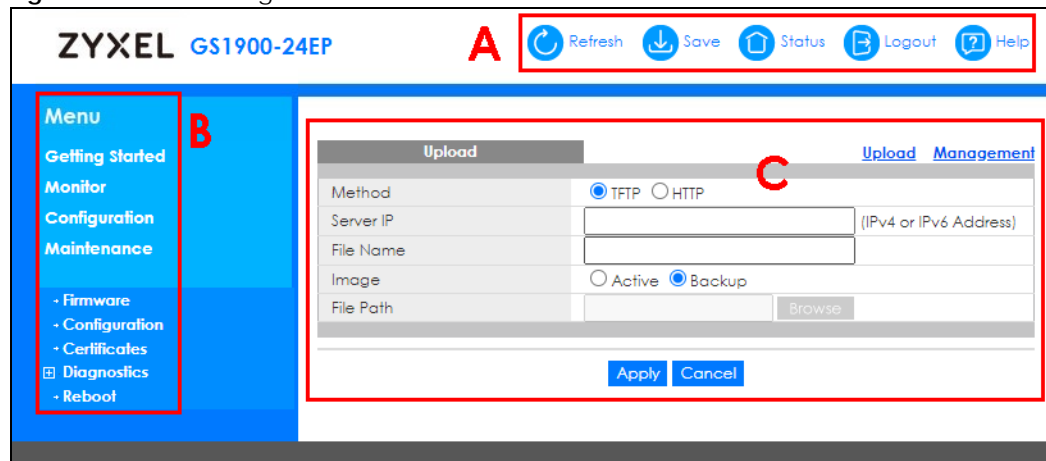 ZYXEL GS1900-24EP
A
Refresh Save Status Logout Help
Menu
B
Getting Started
Monitor
Configuration
Maintenance
Firmware
Configuration
Certificates
Diagnostics
Reboot
Upload
Upload Management
C
Method TFTP HTTP
Server IP (IPv4 or IPv6 Address)
File Name
Image Active Backup
File Path Browse
Apply Cancel